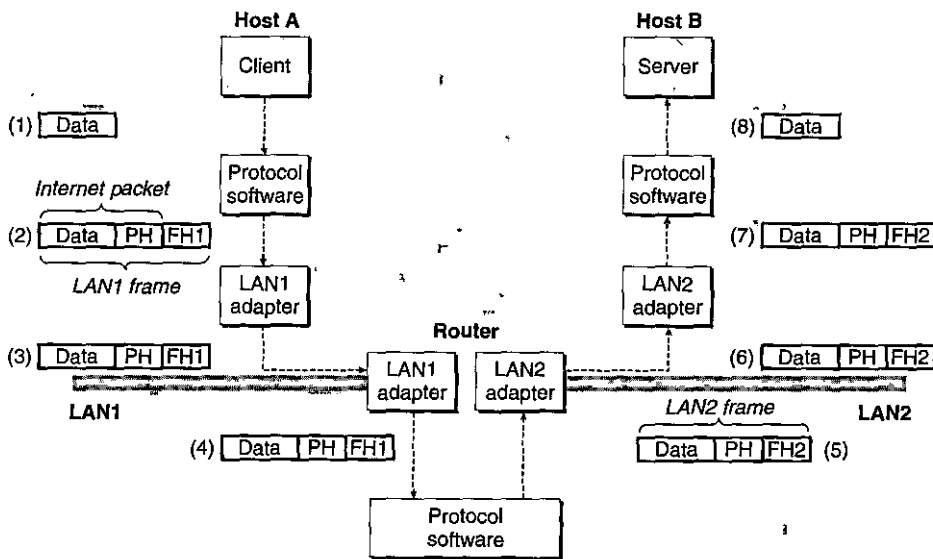 Host A
Host B
Client
Server
(1) Data
(8) Data
Protocol
software
Protocol
software
Internet packet
(2) Data PH FH1
(7) Data PH FH2
LAN1 frame
LAN1
adapter
LAN2
adapter
Router
(3) Data PH FH1
(6) Data PH FH2
LAN1
adapter
LAN2
adapter
LAN1
LAN2
LAN2 frame
(4) Data PH FH1
Data PH FH2 (5)
Protocol
software